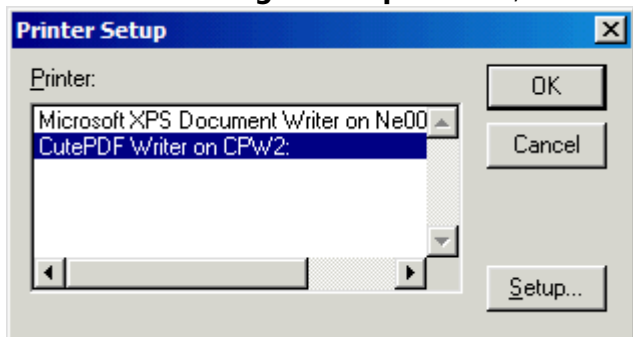 Printer Setup
Printer:
Microsoft XPS Document Writer on Ne00
CutePDF Writer on CPW2:
OK
Cancel
Setup...